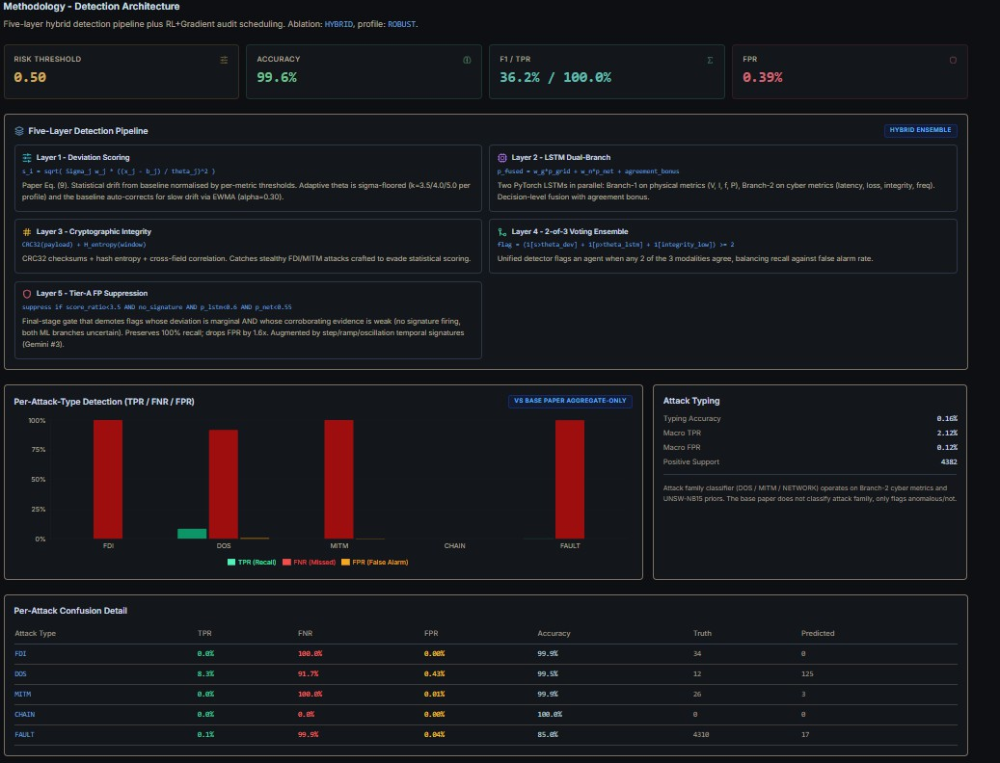 Methodology - Detection Architecture
Five-layer hybrid detection pipeline plus RL+Gradient audit scheduling. Ablation: HYBRID, profile: ROBUST.
RISK THRESHOLD
0.50
ACCURACY
99.6%
F1 / TPR
36.2% / 100.0%
FPR
0.39%
Five-Layer Detection Pipeline
HYBRID ENSEMBLE
Layer 1 - Deviation Scoring
s_i = sqrt( Sigma_j w_j * ((x_j - b_j) / theta_j)^2 )
Paper Eq. (9). Statistical drift from baseline normalised by per-metric thresholds. Adaptive theta is sigma-floored (k=3.5/4.0/5.0 per
profile) and the baseline auto-corrects for slow drift via EWMA (alpha=0.30).
Layer 2 - LSTM Dual-Branch
p_fused = w_g*p_grid + w_n*p_net + agreement_bonus
Two PyTorch LSTMs in parallel: Branch-1 on physical metrics (V, I, f, P), Branch-2 on cyber metrics (latency, loss, integrity, freq).
Decision-level fusion with agreement bonus.
Layer 3 - Cryptographic Integrity
CRC32(payload) + H_entropy(window)
CRC32 checksums + hash entropy + cross-field correlation. Catches stealthy FDI/MITM attacks crafted to evade statistical scoring.
Layer 4 - 2-of-3 Voting Ensemble
flag = (1[s>theta_dev] + 1[p>theta_lstm] + 1[integrity_low]) >= 2
Unified detector flags an agent when any 2 of the 3 modalities agree, balancing recall against false alarm rate.
Layer 5 - Tier-A FP Suppression
suppress if score_ratio<3.5 AND no_signature AND p_lstm<0.6 AND p_net<0.55
Final-stage gate that demotes flags whose deviation is marginal AND whose corroborating evidence is weak (no signature firing,
both ML branches uncertain). Preserves 100% recall; drops FPR by 1.6x. Augmented by step/ramp/oscillation temporal signatures
(Gemini #3).
Per-Attack-Type Detection (TPR / FNR / FPR)
VS BASE PAPER AGGREGATE-ONLY
100%
75%
50%
25%
0%
FDI
DOS
MITM
CHAIN
FAULT
TPR (Recall)
FNR (Missed)
FPR (False Alarm)
Attack Typing
Typing Accuracy 0.16%
Macro TPR 2.12%
Macro FPR 0.12%
Positive Support 4382
Attack family classifier (DOS / MITM / NETWORK) operates on Branch-2 cyber metrics and
UNSW-NB15 priors. The base paper does not classify attack family, only flags anomalous/not.
Per-Attack Confusion Detail
Attack Type TPR FNR FPR Accuracy Truth Predicted
FDI 0.0% 100.0% 0.00% 99.9% 34 0
DOS 8.3% 91.7% 0.43% 99.5% 12 125
MITM 0.0% 100.0% 0.01% 99.9% 26 3
CHAIN 0.0% 0.0% 0.00% 100.0% 0 0
FAULT 0.1% 99.9% 0.04% 85.0% 4310 17